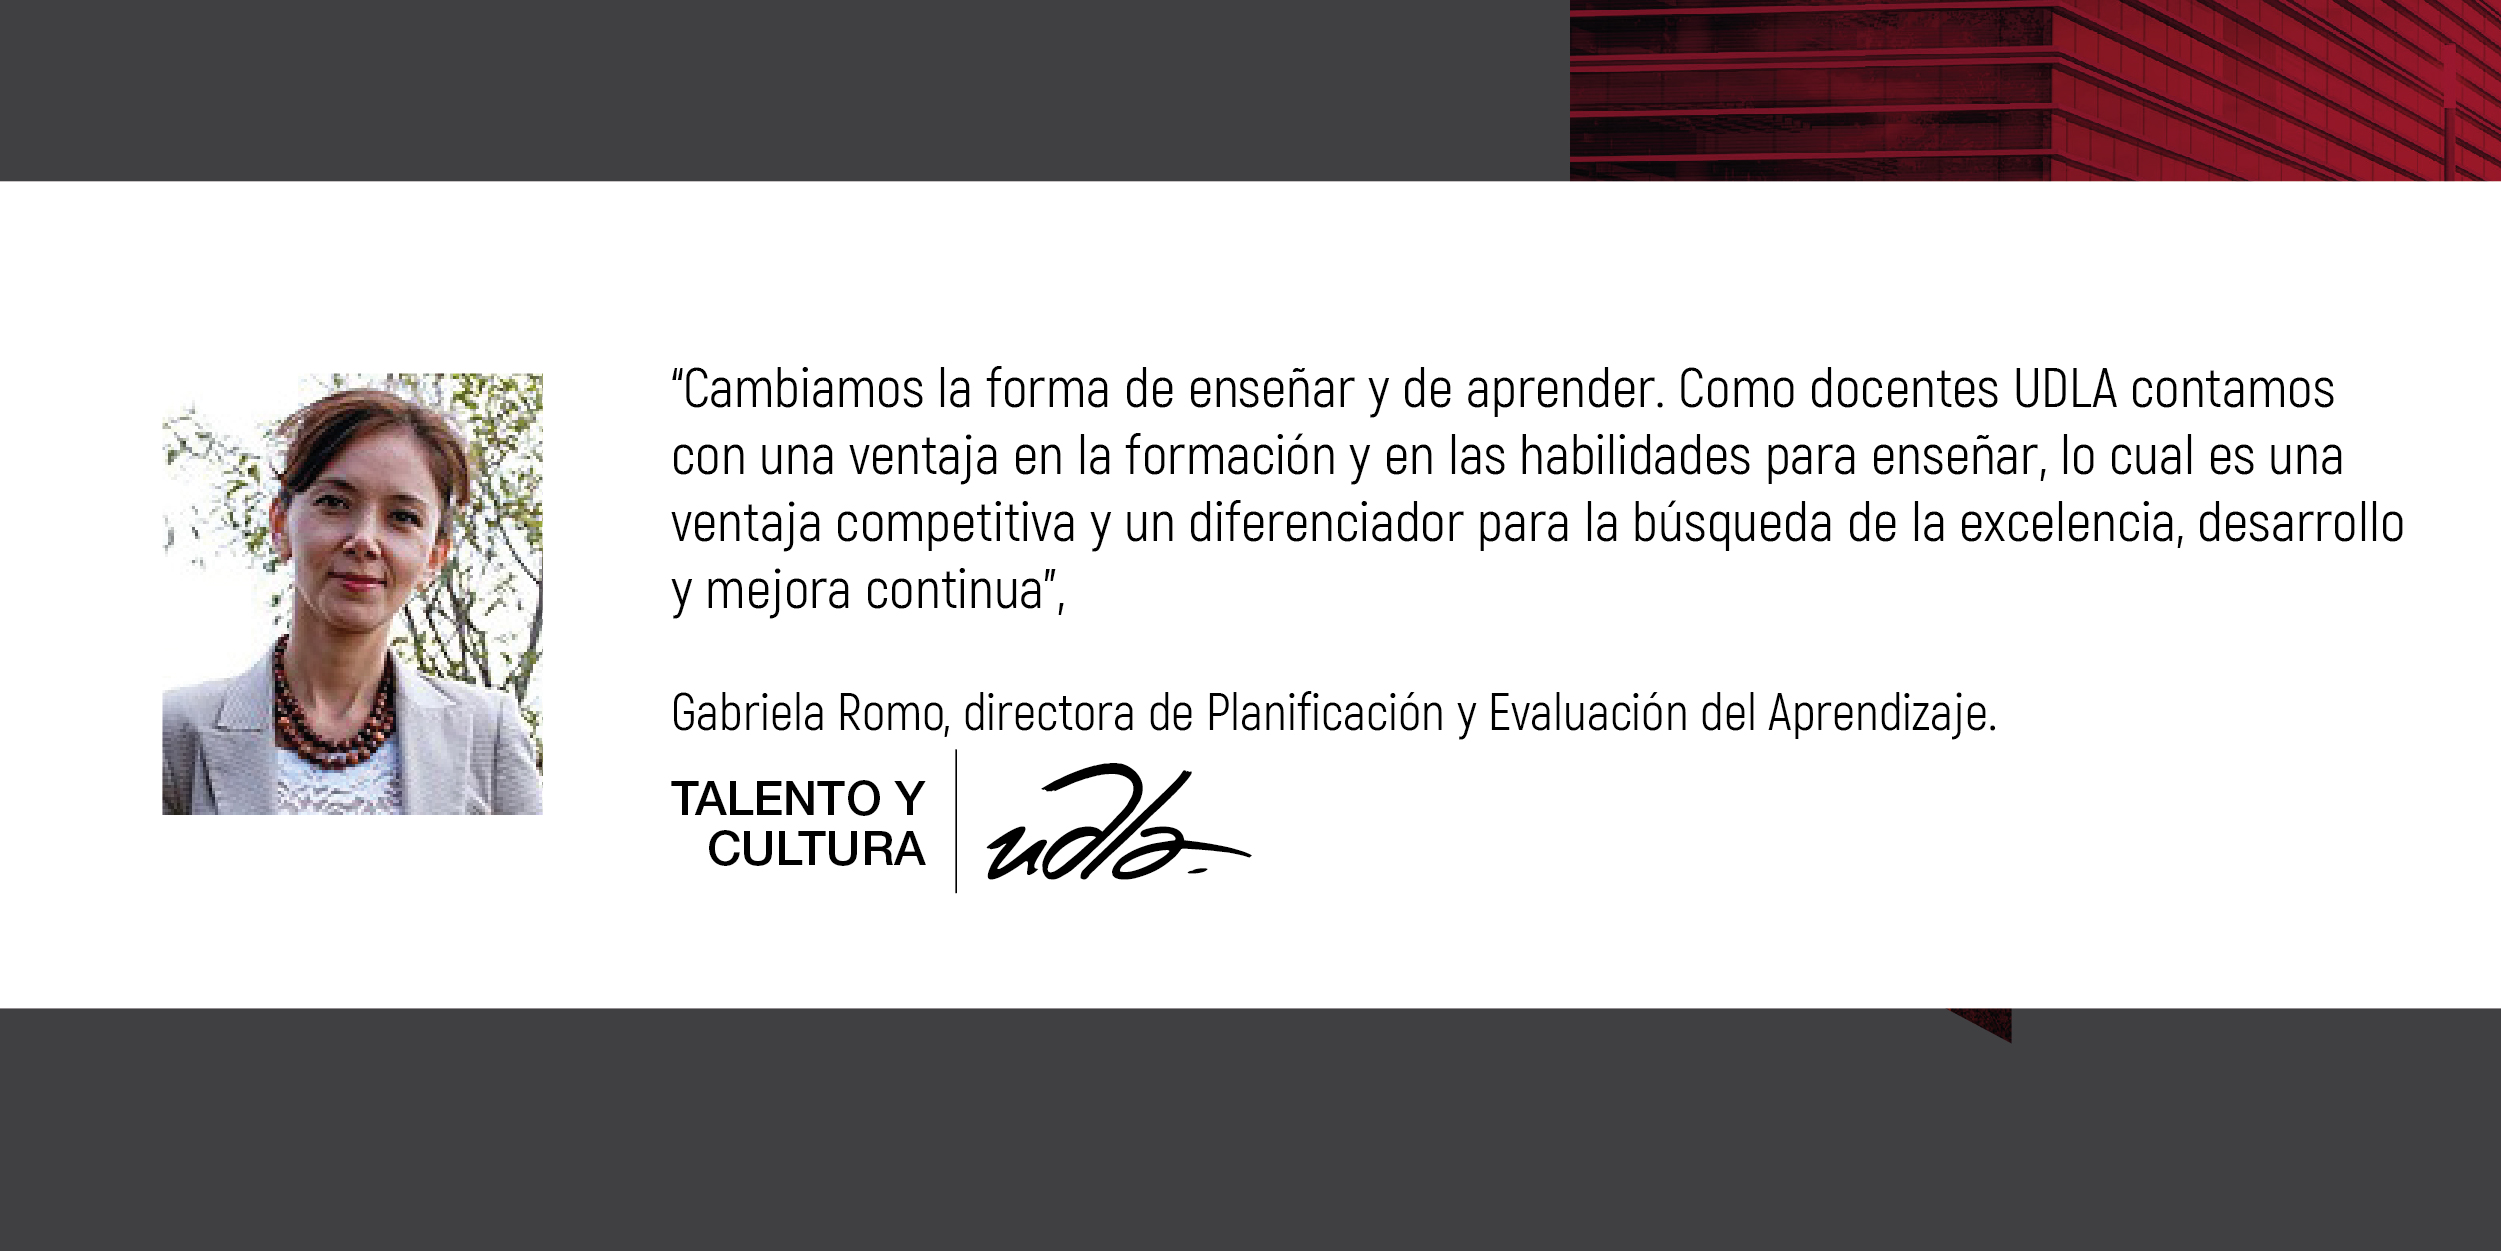 “Cambiamos la forma de enseñar y de aprender. Como docentes UDLA contamos
con una ventaja en la formación y en las habilidades para enseñar, lo cual es una
ventaja competitiva y un diferenciador para la búsqueda de la excelencia, desarrollo
y mejora continua”,
Gabriela Romo, directora de Planificación y Evaluación del Aprendizaje.
TALENTO Y
CULTURA
udla.